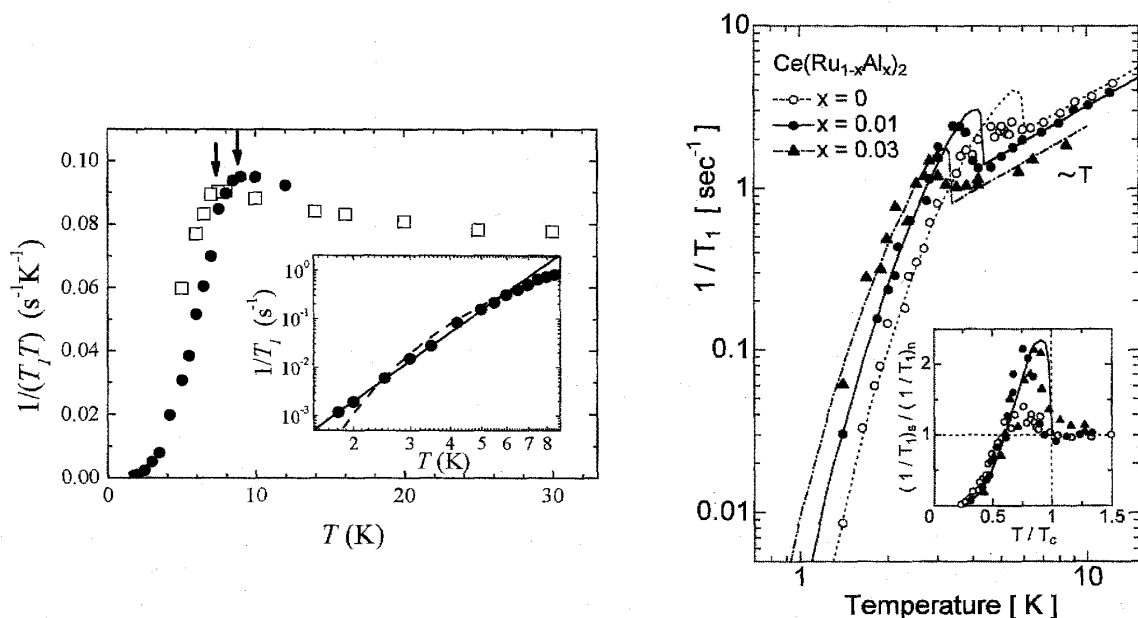 0.10
0.08
0.06
0.04
0.02
0.00
0
10
20
30
1/(T₁T) (s⁻¹K⁻¹)
T (K)
10⁰
10⁻¹
10⁻²
10⁻³
2
3
4
5
6
7
8
1/T₁ (s⁻¹)
T (K)
10
1
0.1
0.01
1 / T₁ [ sec⁻¹ ]
Ce(Ru₁₋ₓAlₓ)₂
x = 0
x = 0.01
x = 0.03
~T
2
1
0
0.5
1
1.5
(1/T₁)ₛ / (1/T₁)ₙ
T / T꜀
1
10
Temperature [ K ]